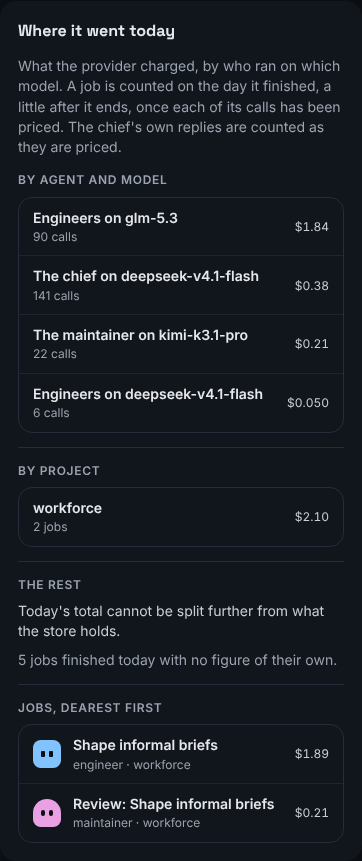 Where it went today
What the provider charged, by who ran on which
model. A job is counted on the day it finished, a
little after it ends, once each of its calls has been
priced. The chief's own replies are counted as
they are priced.
BY AGENT AND MODEL
Engineers on glm-5.3
90 calls
$1.84
The chief on deepseek-v4.1-flash
141 calls
$0.38
The maintainer on kimi-k3.1-pro
22 calls
$0.21
Engineers on deepseek-v4.1-flash
6 calls
$0.050
BY PROJECT
workforce
2 jobs
$2.10
THE REST
Today's total cannot be split further from what
the store holds.
5 jobs finished today with no figure of their own.
JOBS, DEAREST FIRST
Shape informal briefs
engineer · workforce
$1.89
Review: Shape informal briefs
maintainer · workforce
$0.21